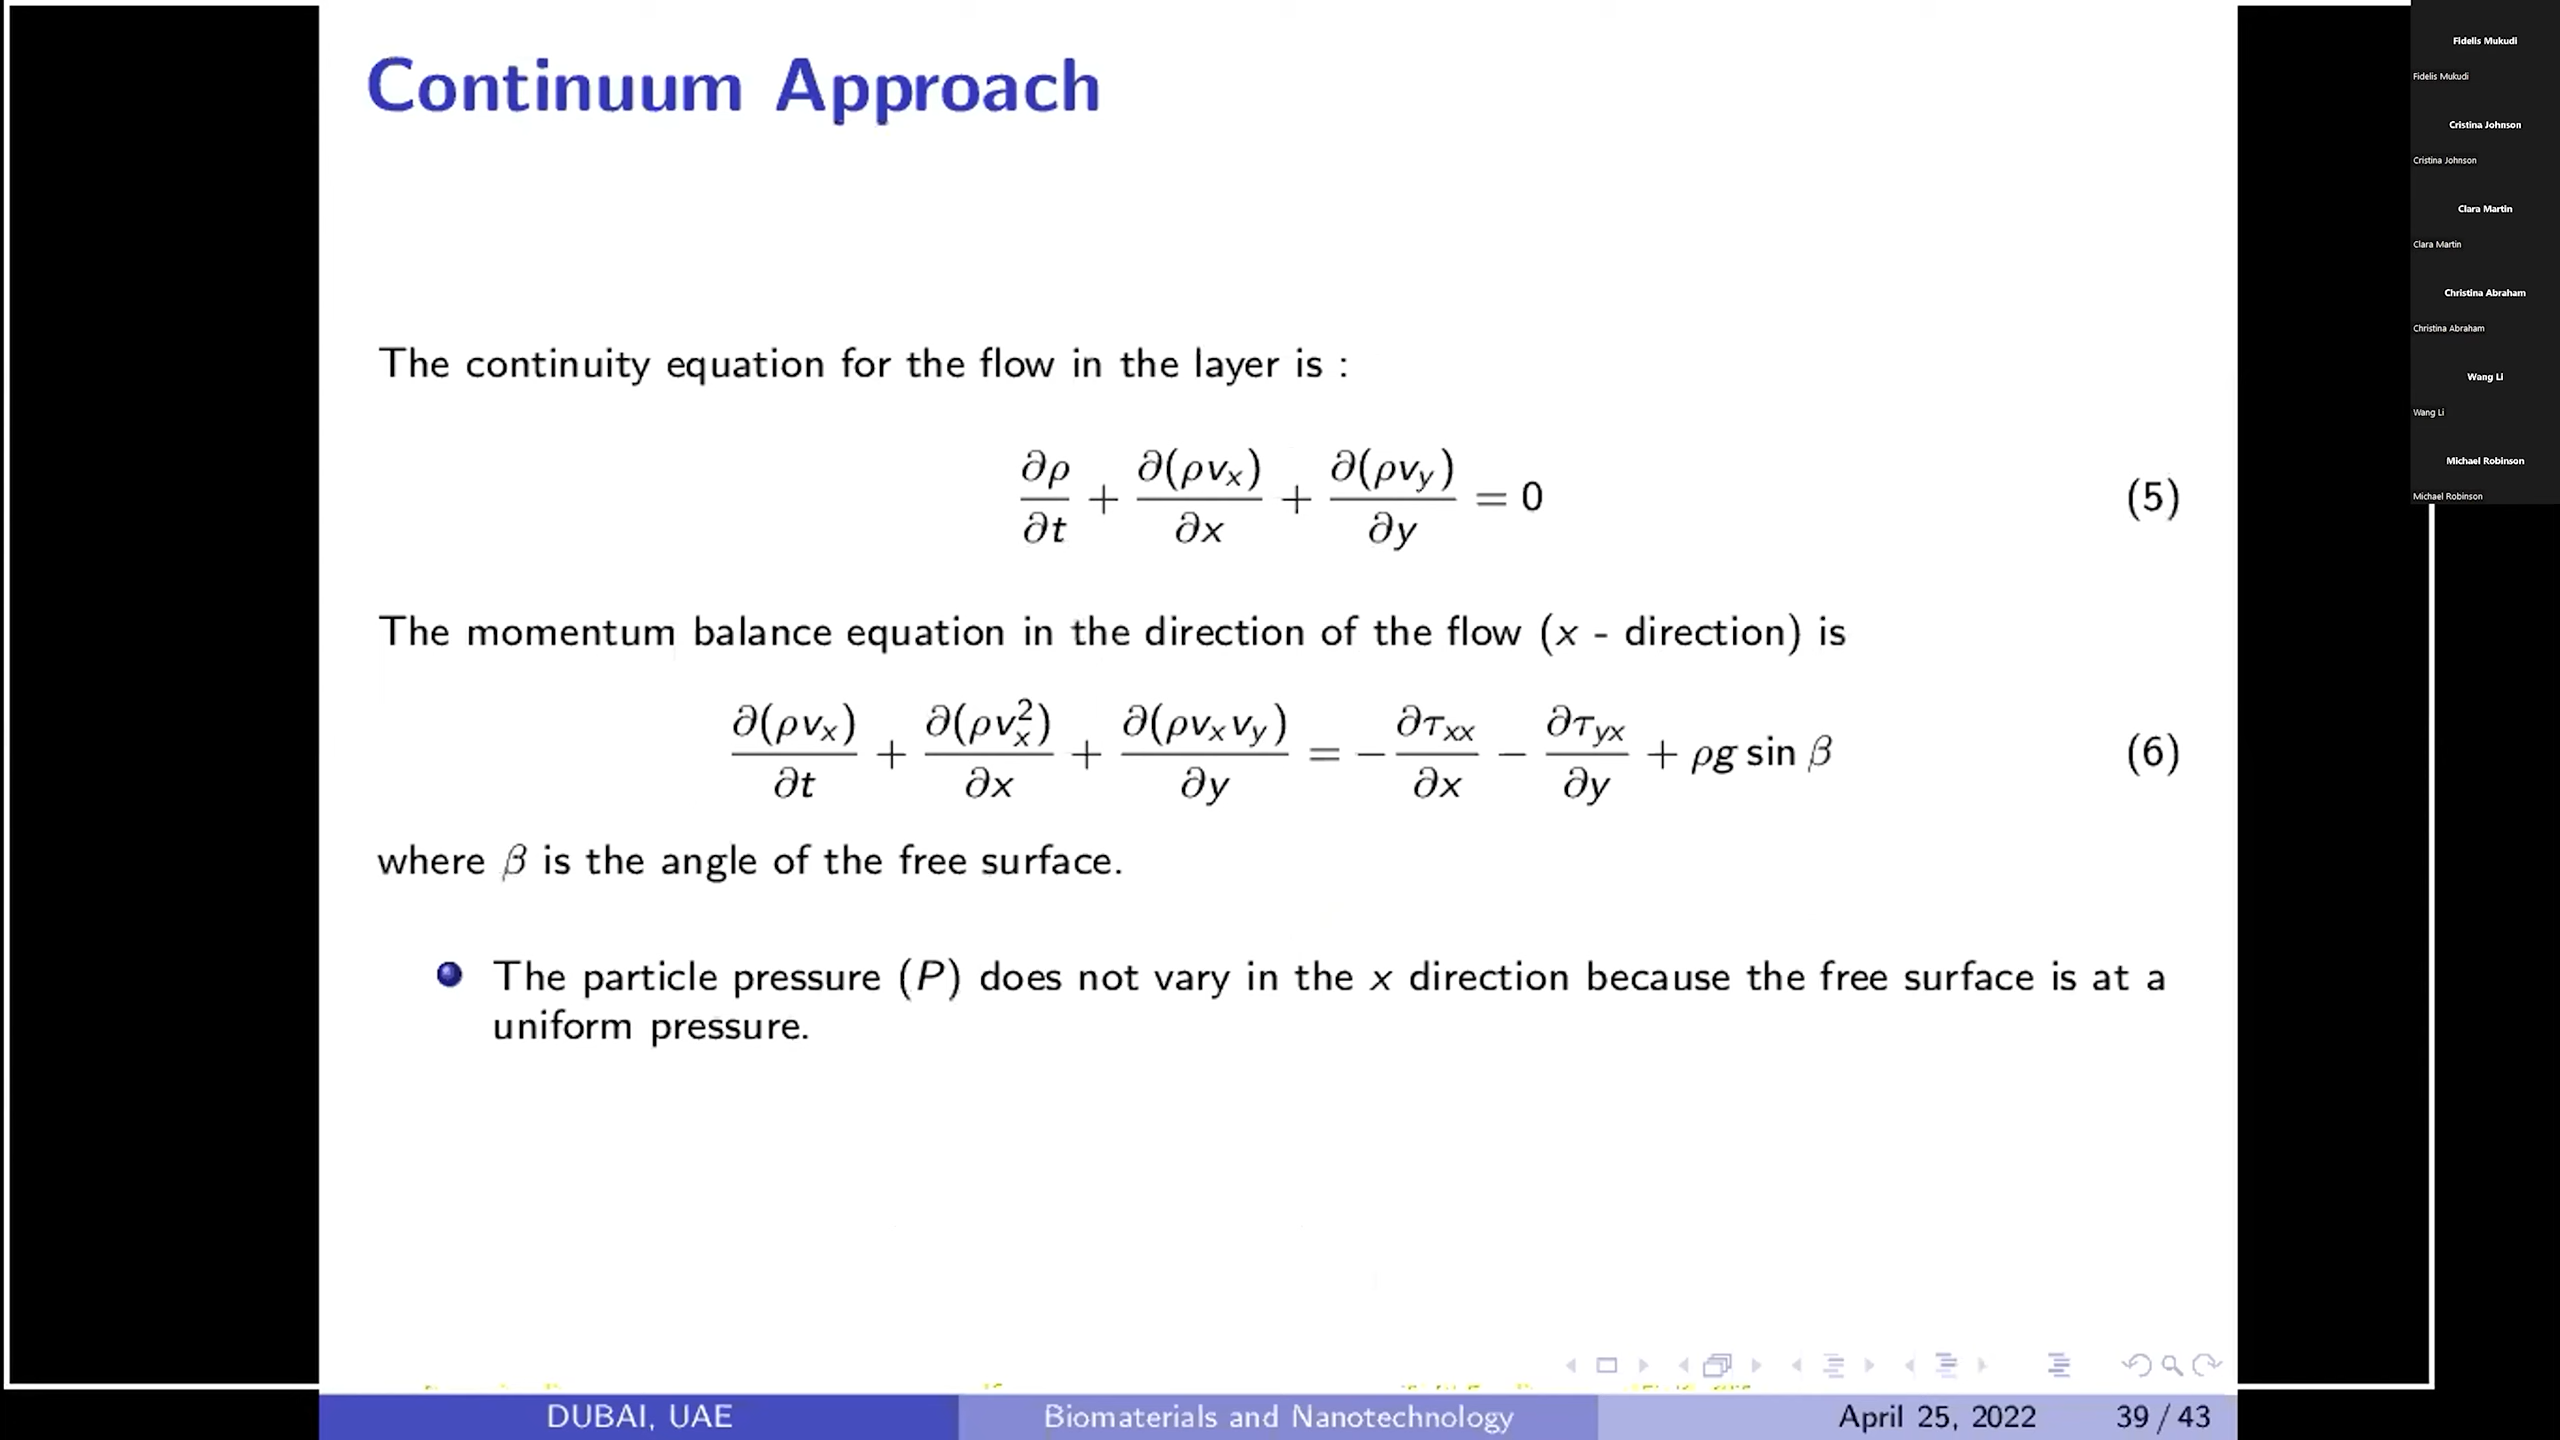 Continuum Approach
The continuity equation for the flow in the layer is :
∂ρ/∂t + ∂(ρv_x)/∂x + ∂(ρv_y)/∂y = 0 (5)
The momentum balance equation in the direction of the flow (x - direction) is
∂(ρv_x)/∂t + ∂(ρv_x^2)/∂x + ∂(ρv_x v_y)/∂y = −∂τ_xx/∂x − ∂τ_yx/∂y + ρg sin β (6)
where β is the angle of the free surface.
The particle pressure (P) does not vary in the x direction because the free surface is at a
uniform pressure.
DUBAI, UAE
Biomaterials and Nanotechnology
April 25, 2022
39 / 43
Fidelis Mukudi
Fidelis Mukudi
Cristina Johnson
Cristina Johnson
Clara Martin
Clara Martin
Christina Abraham
Christina Abraham
Wang Li
Wang Li
Michael Robinson
Michael Robinson